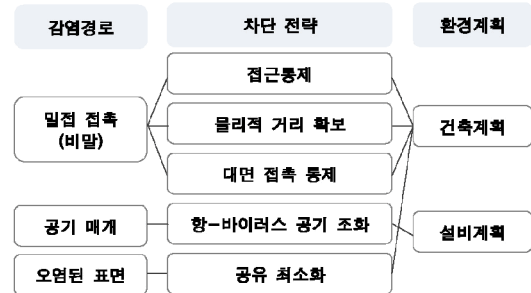 감염경로
차단 전략
환경계획
접근통제
밀접 접촉
(비말)
물리적 거리 확보
건축계획
대면 접촉 통제
공기 매개
항-바이러스 공기 조화
설비계획
오염된 표면
공유 최소화